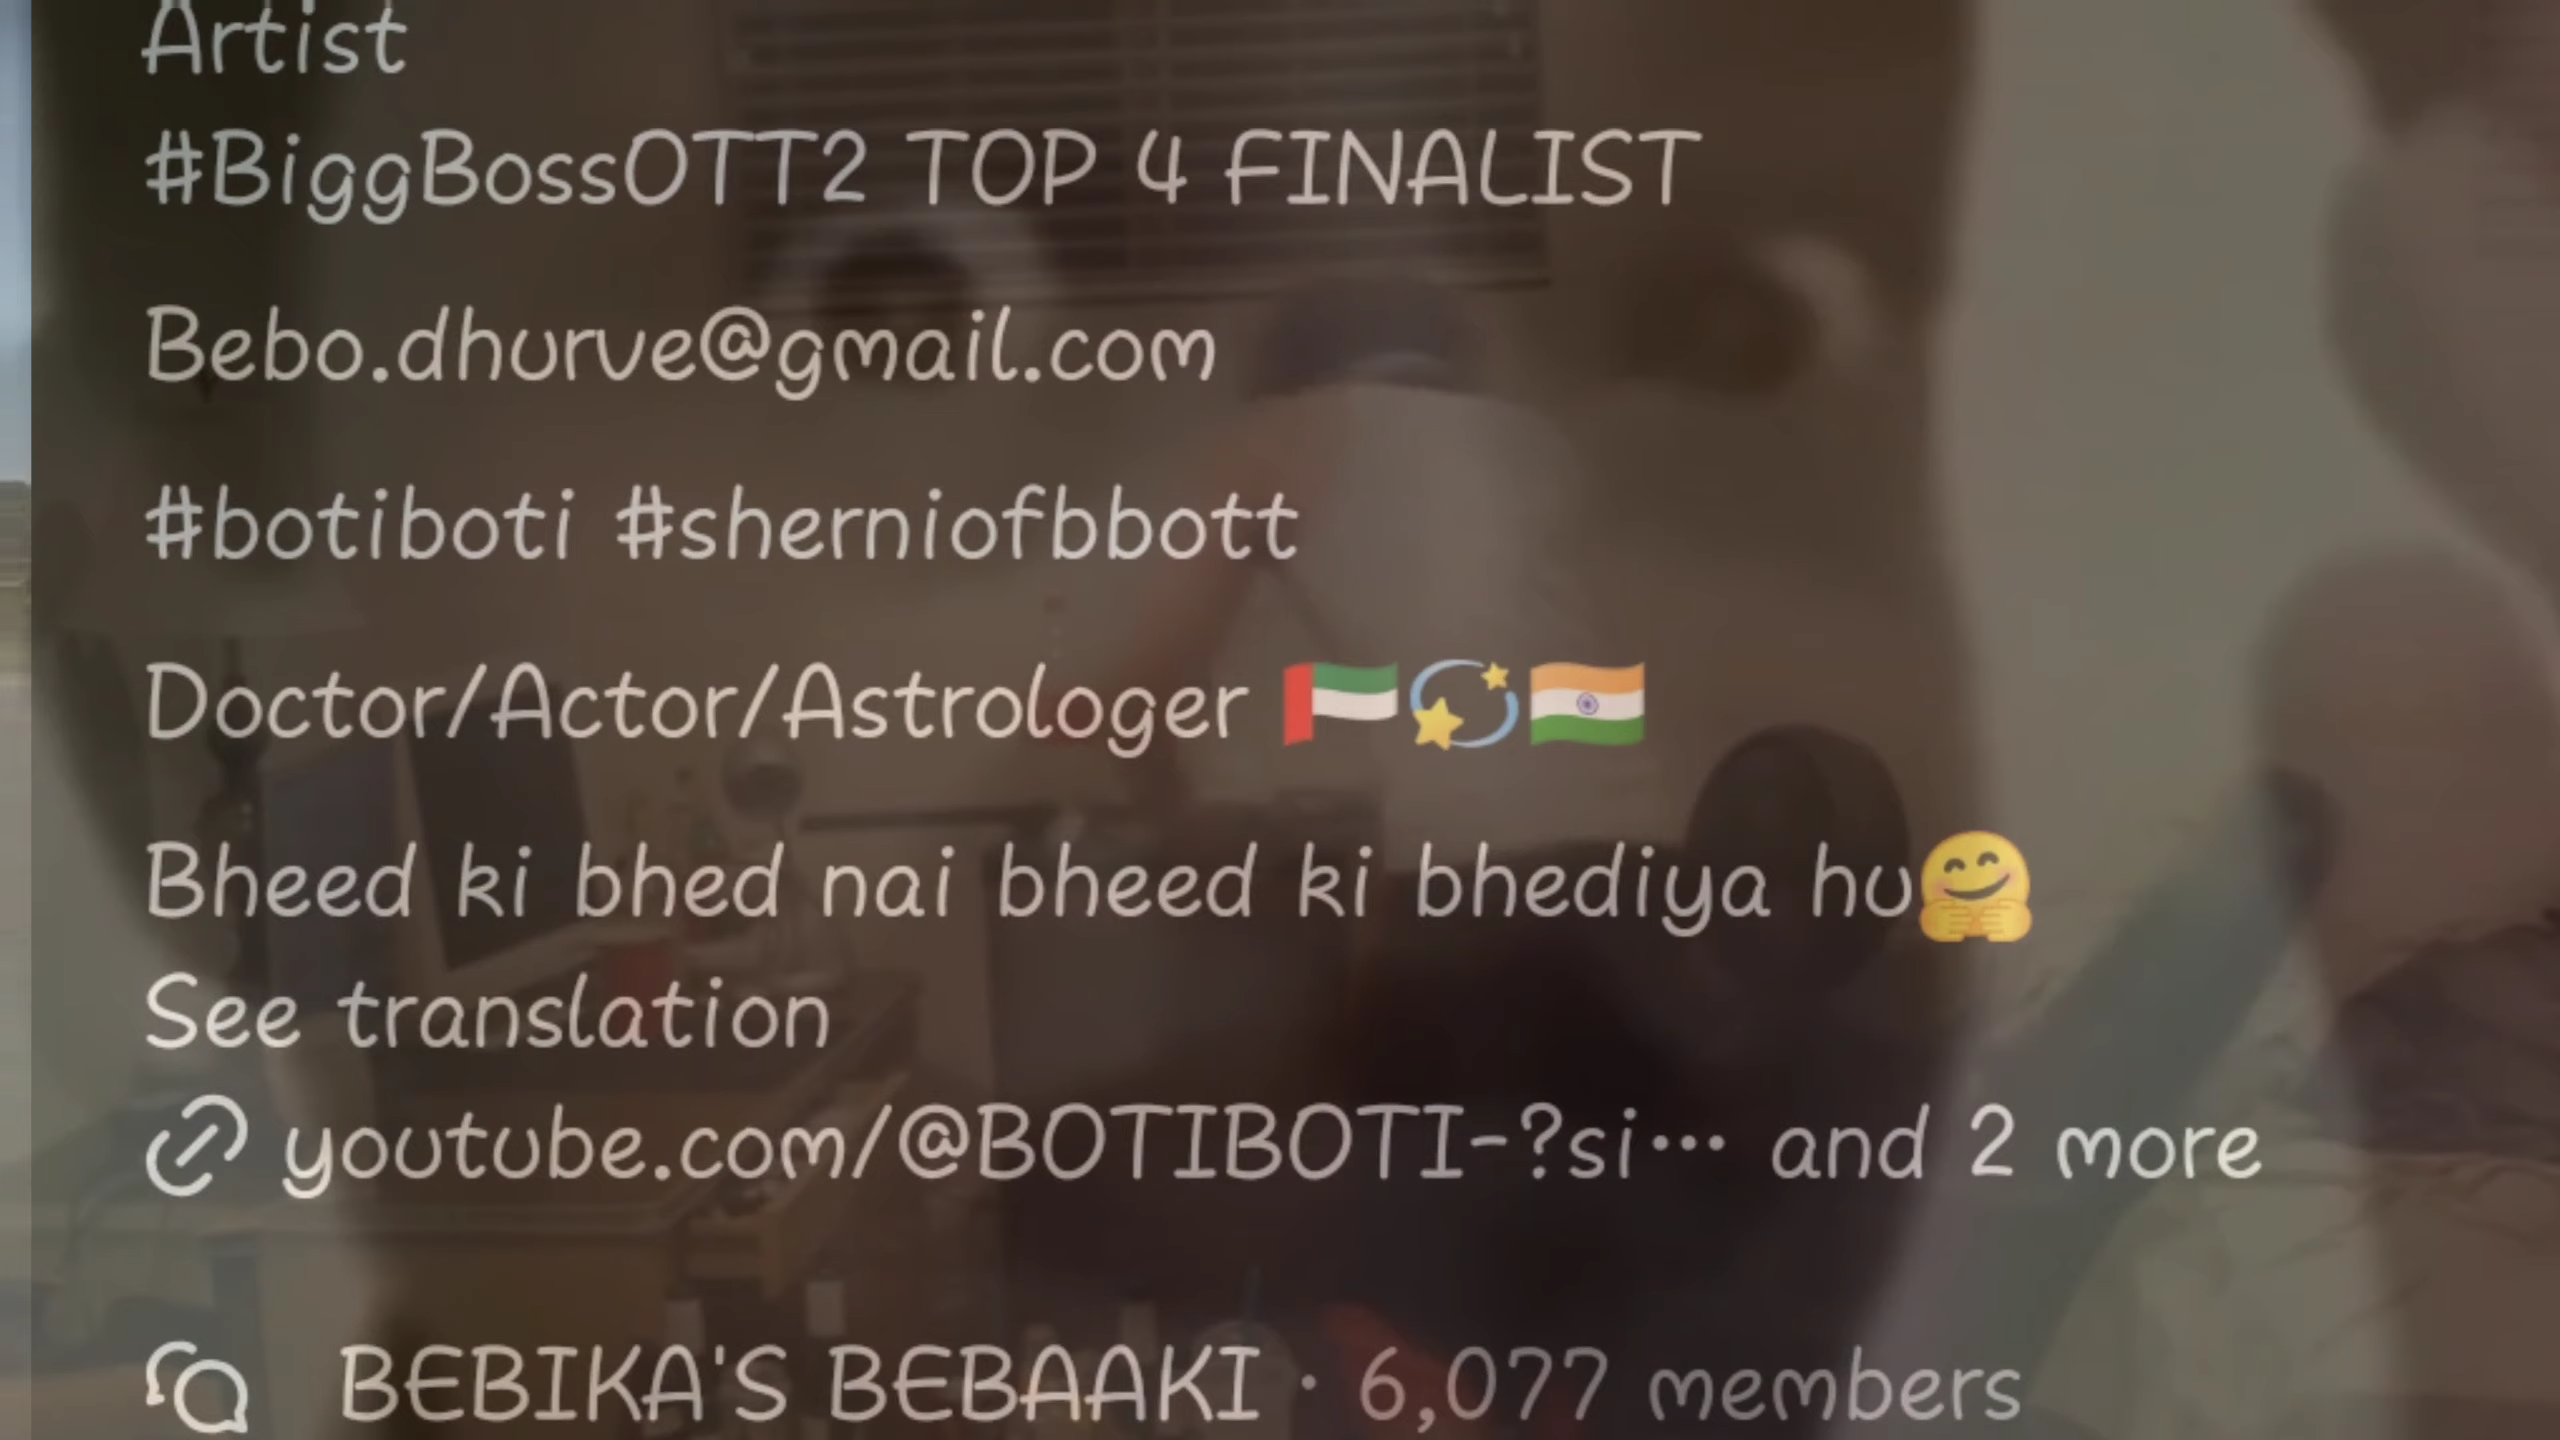 Artist
#BiggBossOTT2 TOP 4 FINALIST
Bebo.dhurve@gmail.com
#botiboti #sherniofbbott
Doctor/Actor/Astrologer 🇦🇪💫🇮🇳
Bheed ki bhed nai bheed ki bhediya hu🤗
See translation
youtube.com/@BOTIBOTI-?si... and 2 more
BEBIKA'S BEBAAKI · 6,077 members